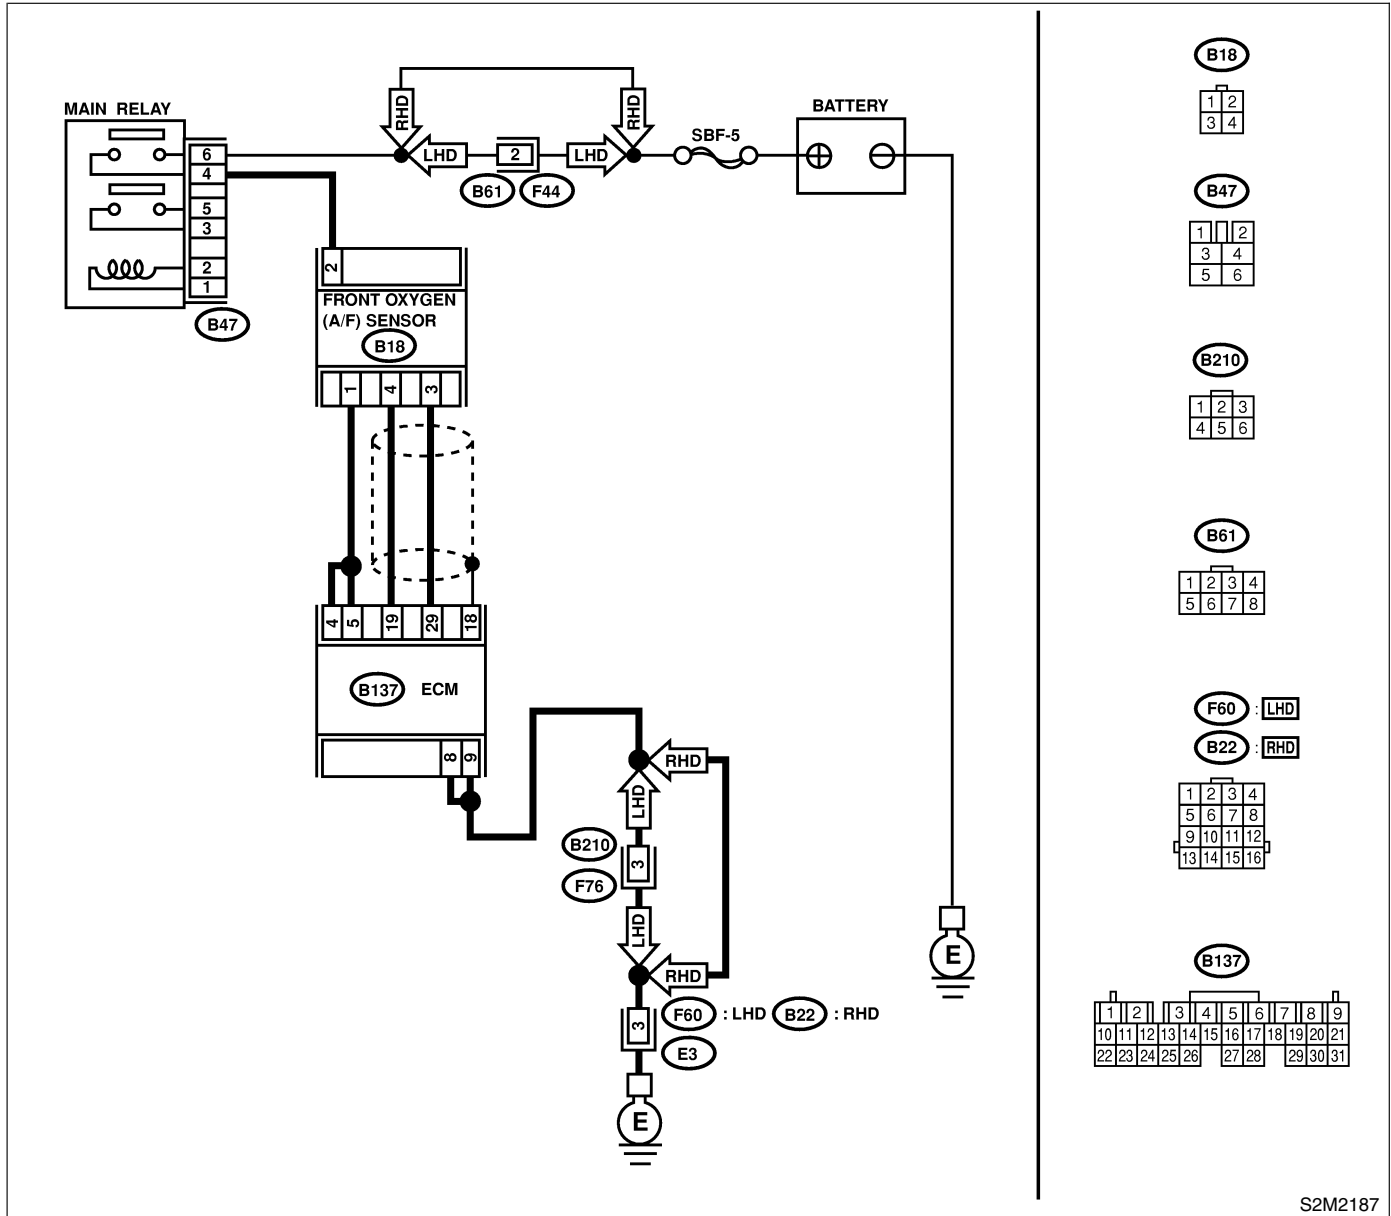 MAIN RELAY
6
4
5
3
2
1
B47
RHD
RHD
LHD
2
LHD
B61
F44
SBF-5
BATTERY
2
FRONT OXYGEN
(A/F) SENSOR
B18
1
4
3
4
5
19
29
18
B137
ECM
8
9
RHD
LHD
B210
3
F76
LHD
RHD
3
F60 : LHD B22 : RHD
E3
E
E
B18
1 2
3 4
B47
1 2
3 4
5 6
B210
1 2 3
4 5 6
B61
1 2 3 4
5 6 7 8
F60 : LHD
B22 : RHD
1 2 3 4
5 6 7 8
9 10 11 12
13 14 15 16
B137
1 2 3 4 5 6 7 8 9
10 11 12 13 14 15 16 17 18 19 20 21
22 23 24 25 26 27 28 29 30 31
S2M2187